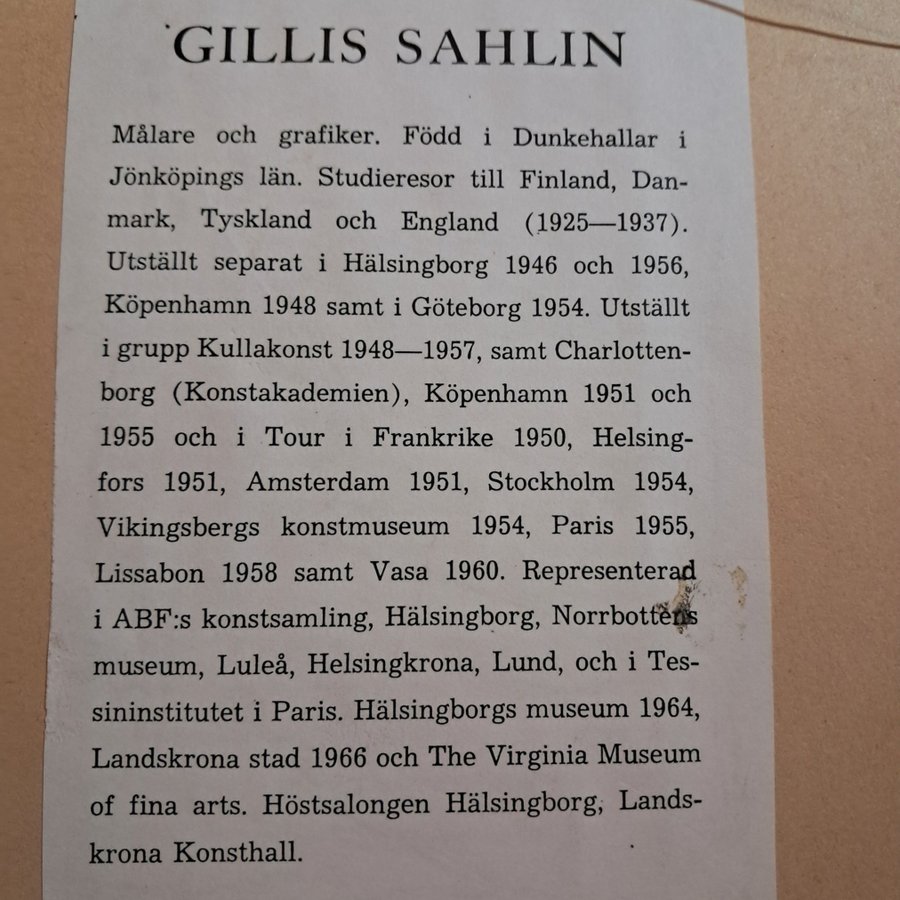 GILLIS SAHLIN
Målare och grafiker. Född i Dunkehallar i
Jönköpings län. Studieresor till Finland, Dan-
mark, Tyskland och England (1925—1937).
Utställt separat i Hälsingborg 1946 och 1956,
Köpenhamn 1948 samt i Göteborg 1954. Utställt
i grupp Kullakonst 1948—1957, samt Charlotten-
borg (Konstakademien), Köpenhamn 1951 och
1955 och i Tour i Frankrike 1950, Helsing-
fors 1951, Amsterdam 1951, Stockholm 1954,
Vikingsbergs konstmuseum 1954, Paris 1955,
Lissabon 1958 samt Vasa 1960. Representerad
i ABF:s konstsamling, Hälsingborg, Norrbottens
museum, Luleå, Helsingkrona, Lund, och i Tes-
sininstitutet i Paris. Hälsingborgs museum 1964,
Landskrona stad 1966 och The Virginia Museum
of fina arts. Höstsalongen Hälsingborg, Lands-
krona Konsthall.